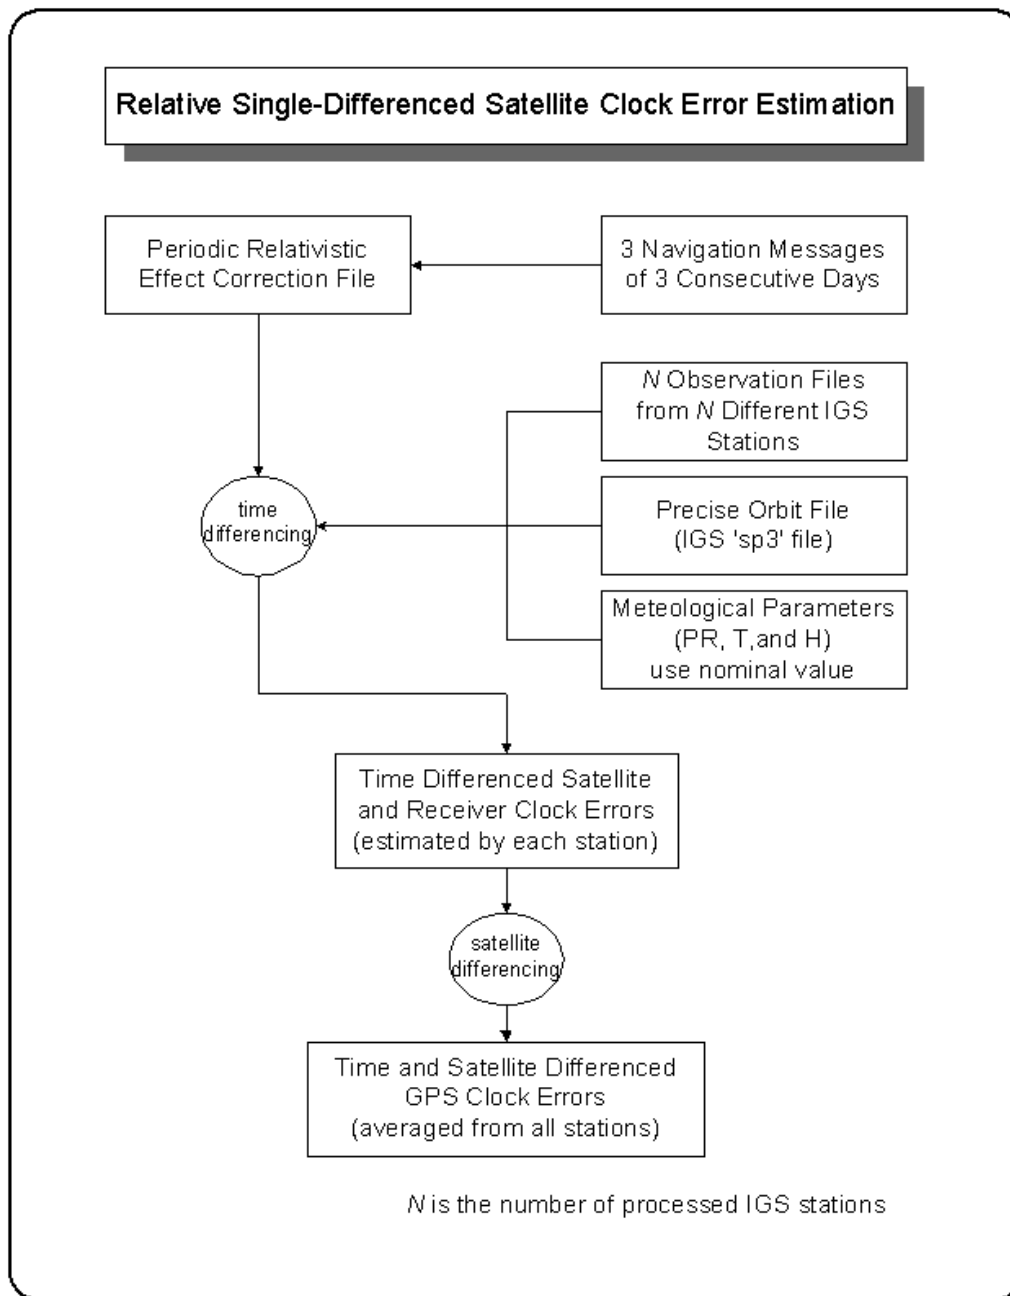 Relative Single-Differenced Satellite Clock Error Estimation
Periodic Relativistic
Effect Correction File
3 Navigation Messages
of 3 Consecutive Days
N Observation Files
from N Different IGS
Stations
time
differencing
Precise Orbit File
(IGS 'sp3' file)
Meteological Parameters
(PR, T,and H)
use nominal value
Time Differenced Satellite
and Receiver Clock Errors
(estimated by each station)
satellite
differencing
Time and Satellite Differenced
GPS Clock Errors
(averaged from all stations)
N is the number of processed IGS stations